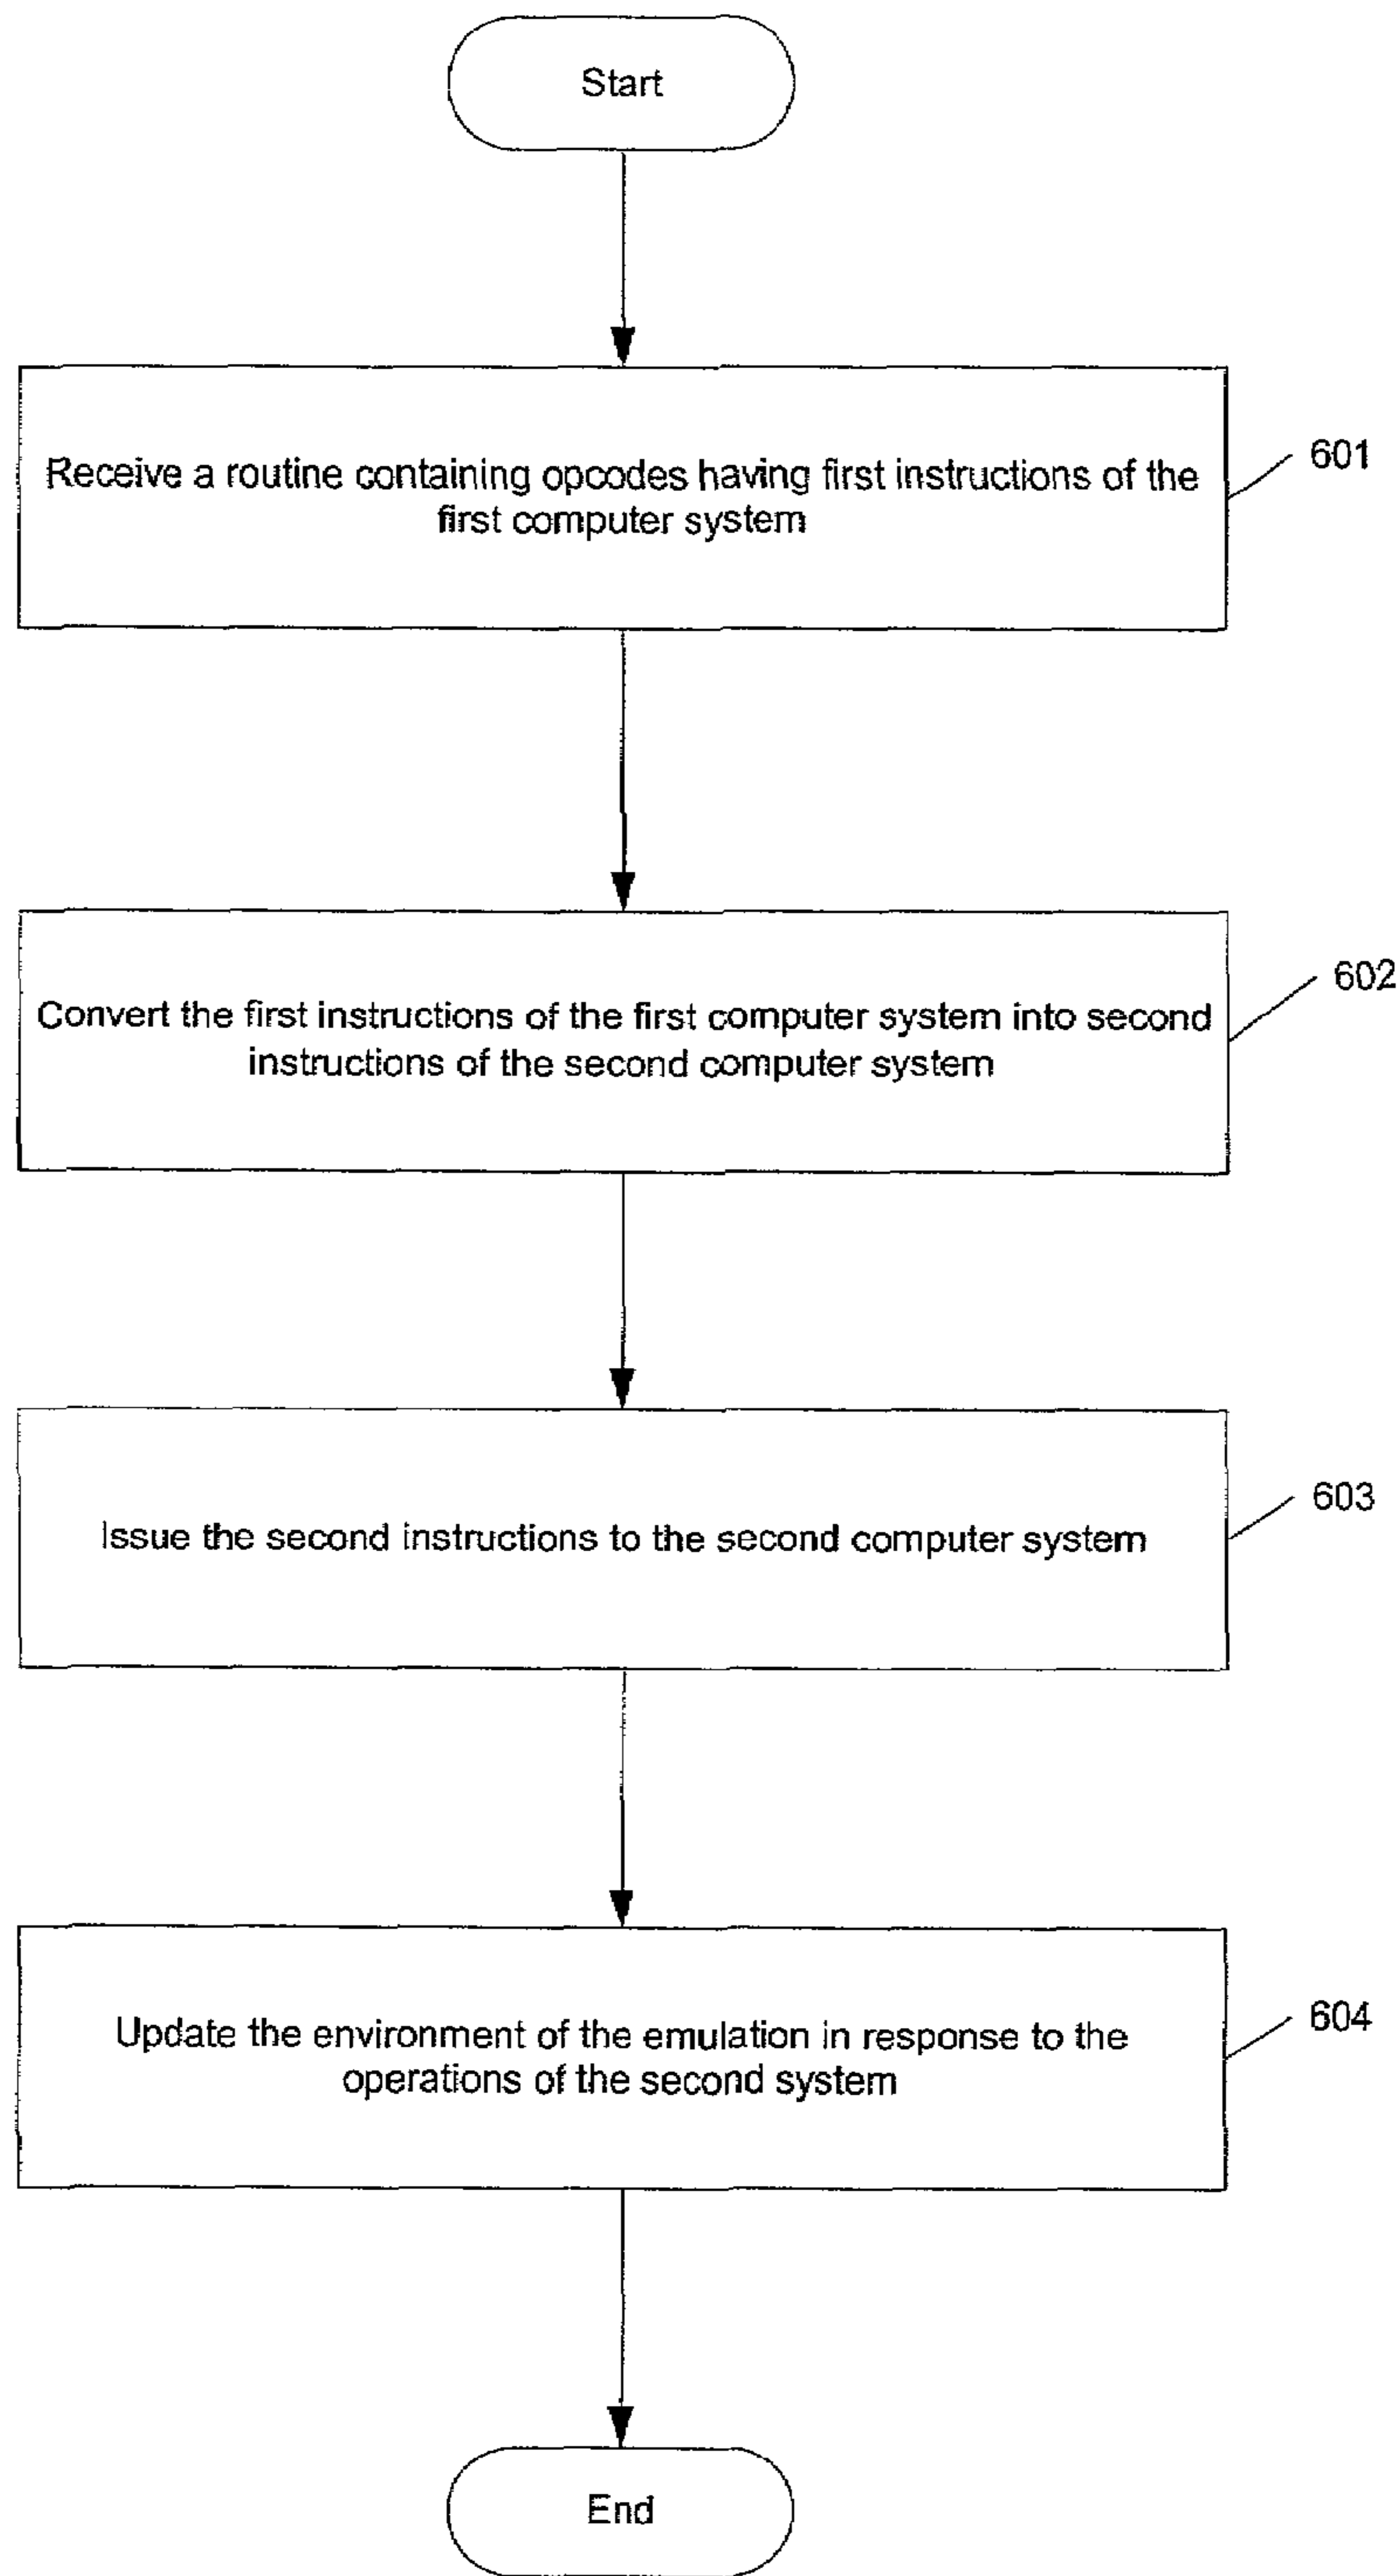 Start
Receive a routine containing opcodes having first instructions of the
first computer system
601
Convert the first instructions of the first computer system into second
instructions of the second computer system
602
Issue the second instructions to the second computer system
603
Update the environment of the emulation in response to the
operations of the second system
604
End